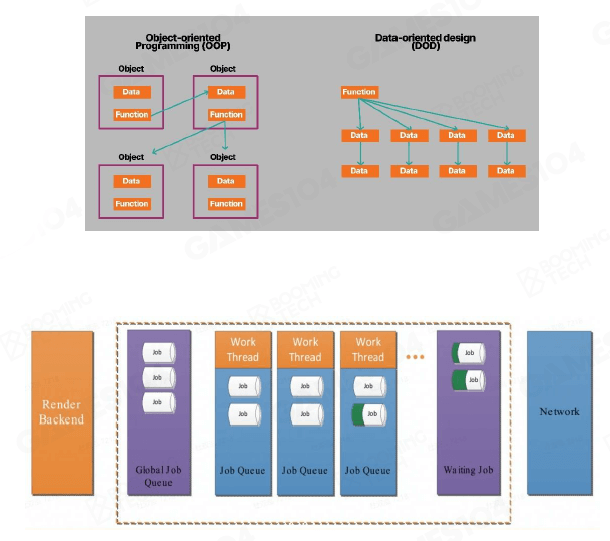 Object-oriented
Programming (OOP)
Data-oriented design
(DOD)
Object
Object
Data
Data
Function
Function
Object
Object
Data
Data
Function
Function
Function
Data
Data
Data
Data
Data
Data
Data
Data
Render
Backend
Job
Job
Job
Global Job
Queue
Work
Thread
Job
Job
Job Queue
Work
Thread
Job
Job
Job Queue
Work
Thread
Job
Job
Job Queue
Job
Job
Waiting Job
Network
GAMES104
BOOMING
TECH